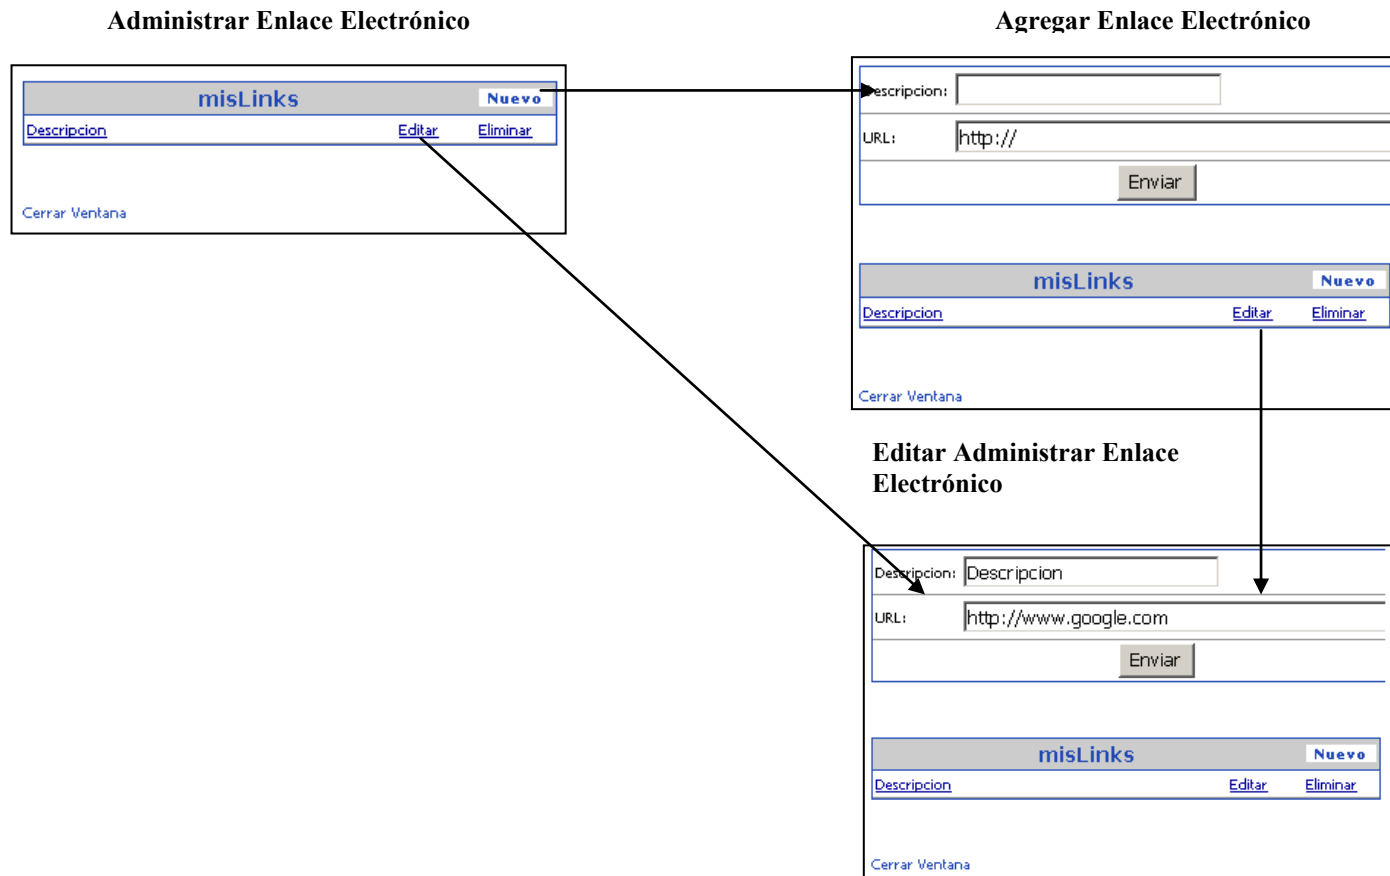 Administrar Enlace Electrónico
misLinks Nuevo
Descripcion Editar Eliminar
Cerrar Ventana
Agregar Enlace Electrónico
Descripcion:
URL: http://
Enviar
misLinks Nuevo
Descripcion Editar Eliminar
Cerrar Ventana
Editar Administrar Enlace
Electrónico
Descripcion: Descripcion
URL: http://www.google.com
Enviar
misLinks Nuevo
Descripcion Editar Eliminar
Cerrar Ventana